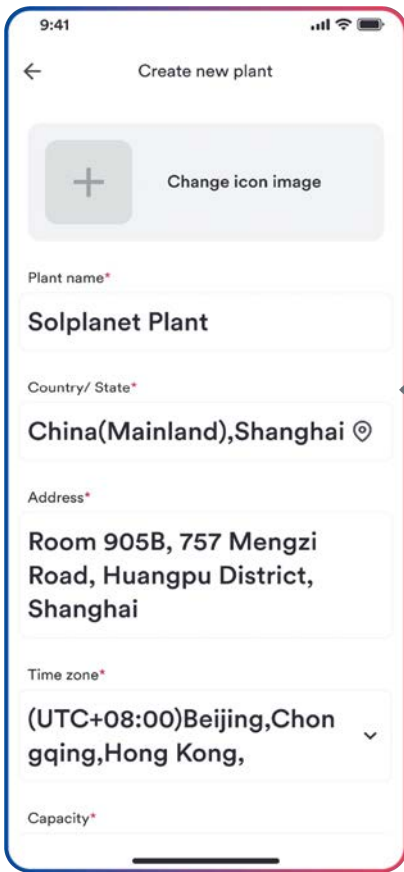 9:41
Create new plant
Change icon image
Plant name*
Solplanet Plant
Country/ State*
China(Mainland),Shanghai
Address*
Room 905B, 757 Mengzi
Road, Huangpu District,
Shanghai
Time zone*
(UTC+08:00)Beijing,Chon
gqing,Hong Kong,
Capacity*